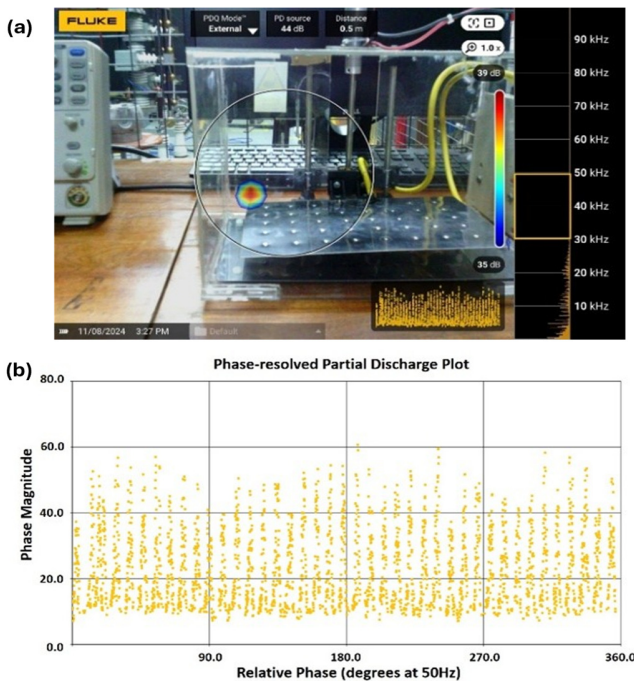 (a)
FLUKE
PDQ Mode™
External
PD source
44 dB
Distance
0.5 m
1.0 x
39 dB
35 dB
90 kHz
80 kHz
70 kHz
60 kHz
50 kHz
40 kHz
30 kHz
20 kHz
10 kHz
11/08/2024 3:27 PM
Default
(b)
Phase-resolved Partial Discharge Plot
Phase Magnitude
80.0
60.0
40.0
20.0
0.0
90.0 180.0 270.0 360.0
Relative Phase (degrees at 50Hz)